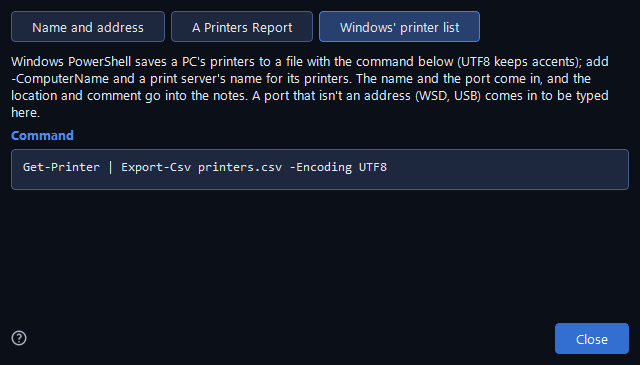 Name and address
A Printers Report
Windows' printer list
Windows PowerShell saves a PC's printers to a file with the command below (UTF8 keeps accents); add
-ComputerName and a print server's name for its printers. The name and the port come in, and the
location and comment go into the notes. A port that isn't an address (WSD, USB) comes in to be typed
here.
Command
Get-Printer | Export-Csv printers.csv -Encoding UTF8
?
Close